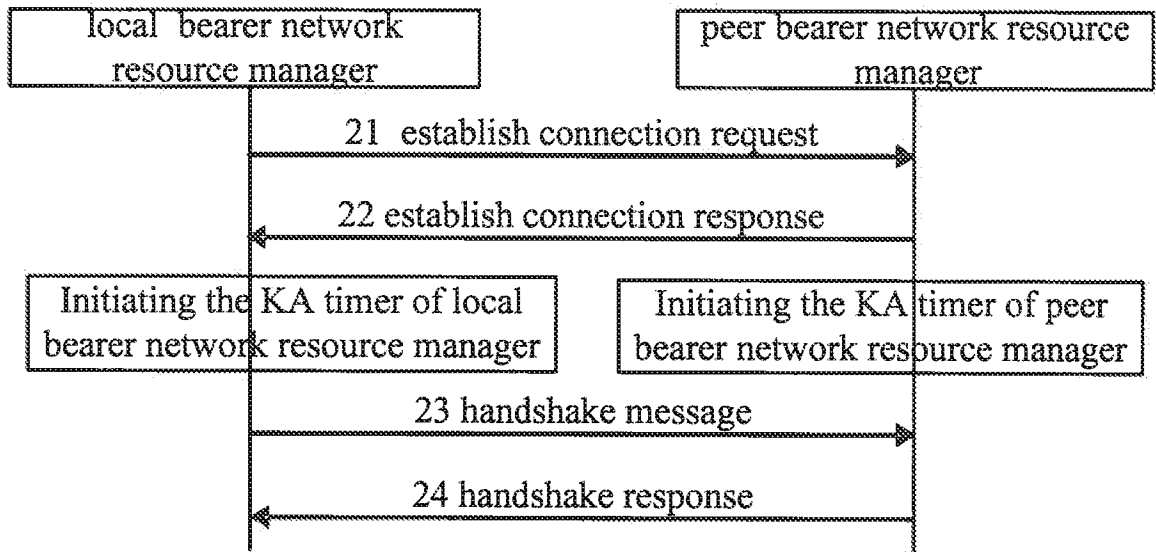 local bearer network
resource manager
peer bearer network resource
manager
21 establish connection request
22 establish connection response
Initiating the KA timer of local
bearer network resource manager
Initiating the KA timer of peer
bearer network resource manager
23 handshake message
24 handshake response